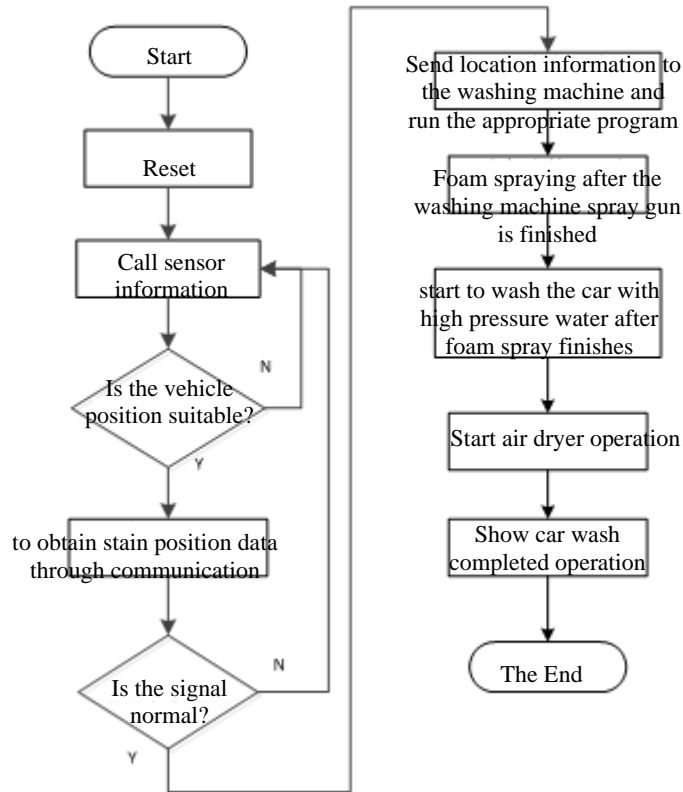 Start
Reset
Call sensor
information
N
Is the vehicle
position suitable?
Y
to obtain stain position data
through communication
N
Is the signal
normal?
Y
Send location information to
the washing machine and
run the appropriate program
Foam spraying after the
washing machine spray gun
is finished
start to wash the car with
high pressure water after
foam spray finishes
Start air dryer operation
Show car wash
completed operation
The End